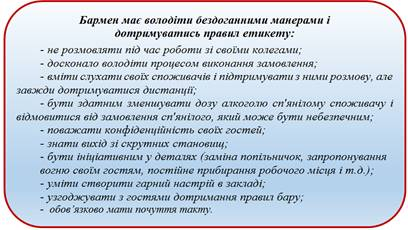 Бармен має володіти бездоганними манерами і
дотримуватись правил етикету:
- не розмовляти під час роботи зі своїми колегами;
- досконало володіти процесом виконання замовлення;
- вміти слухати своїх споживачів і підтримувати з ними розмову, але
завжди дотримуватися дистанції;
- бути здатним зменшувати дозу алкоголю сп'янілому споживачу і
відмовитися від замовлення сп'янілого, який може бути небезпечним;
- поважати конфіденційність своїх гостей;
- знати вихід зі скрутних становищ;
- бути ініціативним у деталях (заміна попільничок, запропонування
вогню своїм гостям, постійне прибирання робочого місця і т.д.);
- уміти створити гарний настрій в закладі;
- узгоджувати з гостями дотримання правил бару;
- обов’язково мати почуття такту.